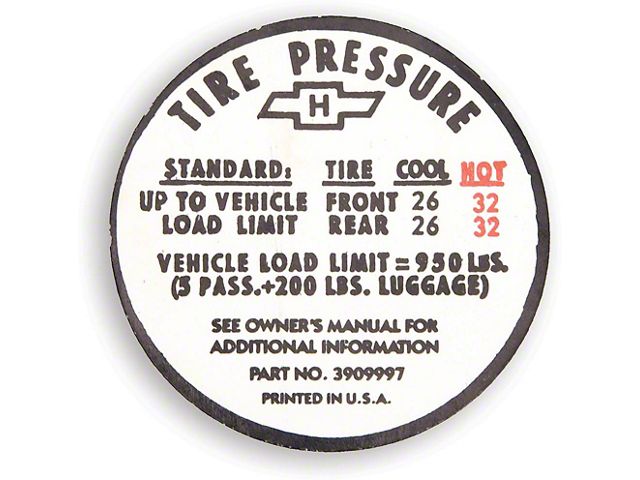 TIRE PRESSURE
H
STANDARD: TIRE COOL HOT
UP TO VEHICLE FRONT 26 32
LOAD LIMIT REAR 26 32
VEHICLE LOAD LIMIT = 950 LBS.
(5 PASS.+200 LBS. LUGGAGE)
SEE OWNER'S MANUAL FOR
ADDITIONAL INFORMATION
PART NO. 3909997
PRINTED IN U.S.A.